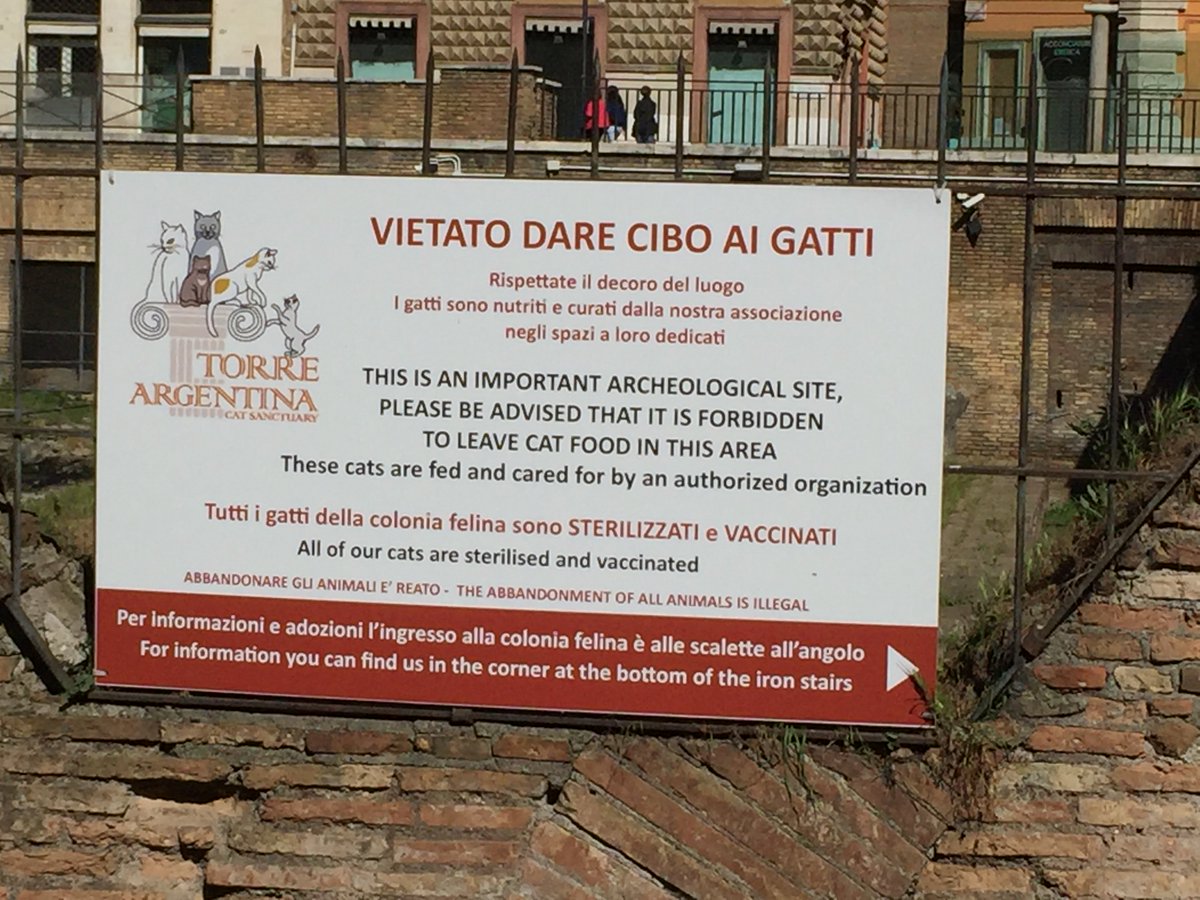 VIETATO DARE CIBO AI GATTI
Rispettate il decoro del luogo
I gatti sono nutriti e curati dalla nostra associazione
negli spazi a loro dedicati
TORRE
ARGENTINA
CAT SANCTUARY
THIS IS AN IMPORTANT ARCHEOLOGICAL SITE,
PLEASE BE ADVISED THAT IT IS FORBIDDEN
TO LEAVE CAT FOOD IN THIS AREA
These cats are fed and cared for by an authorized organization
Tutti i gatti della colonia felina sono STERILIZZATI e VACCINATI
All of our cats are sterilised and vaccinated
ABBANDONARE GLI ANIMALI E' REATO - THE ABBANDONMENT OF ALL ANIMALS IS ILLEGAL
Per informazioni e adozioni l'ingresso alla colonia felina è alle scalette all'angolo
For information you can find us in the corner at the bottom of the iron stairs